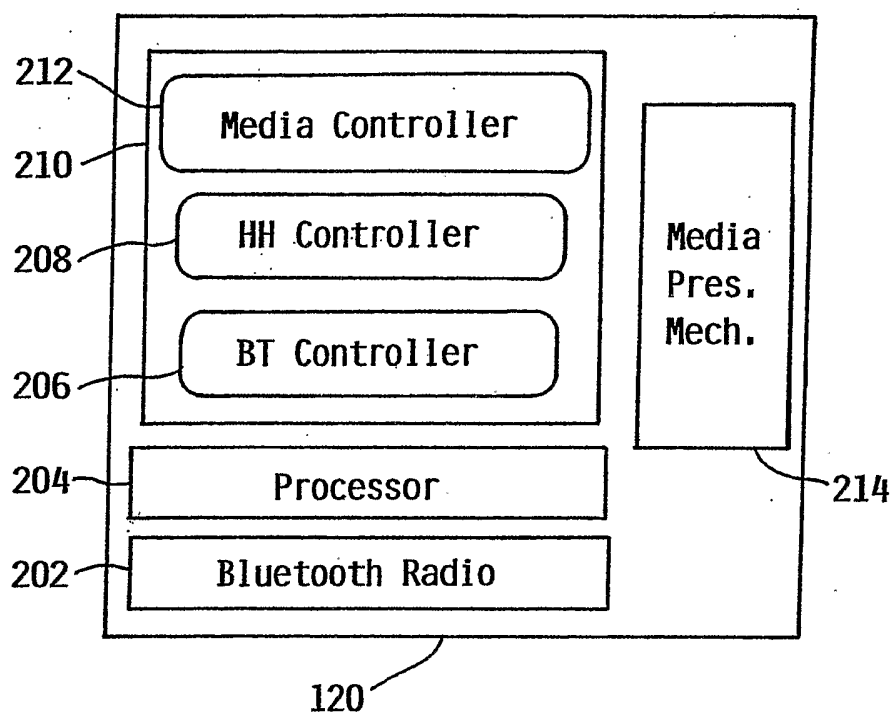 212
Media Controller
210
HH Controller
208
BT Controller
206
Media
Pres.
Mech.
204
Processor
214
202
Bluetooth Radio
120